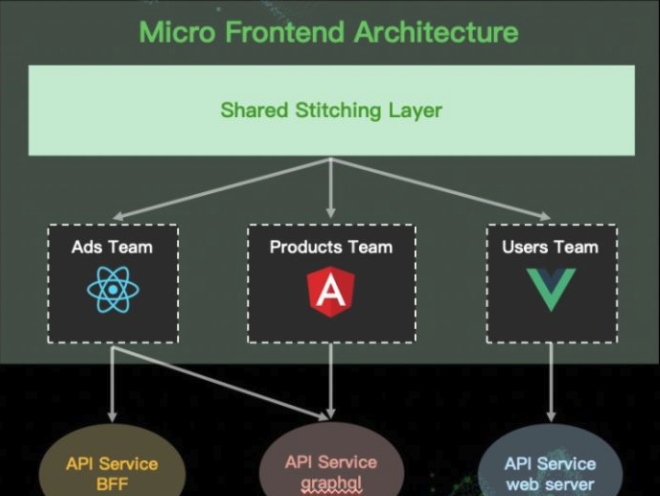 Micro Frontend Architecture
Shared Stitching Layer
Ads Team
Products Team
Users Team
A
API Service
BFF
API Service
graphql
API Service
web server